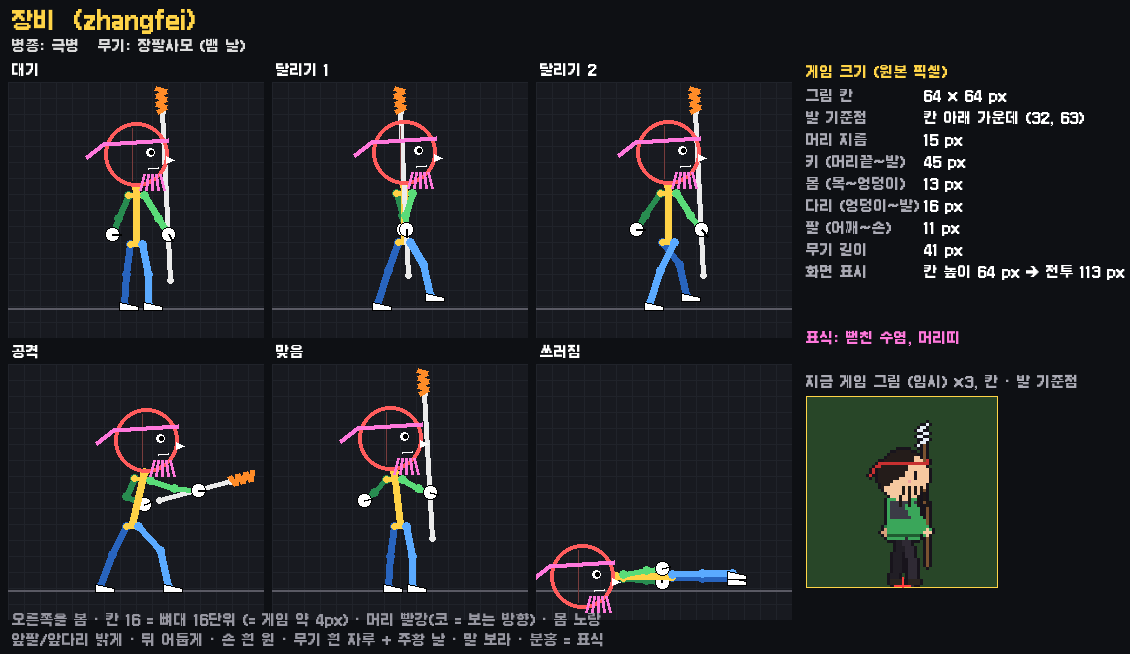 장비 (zhangfei)
병종: 극병 무기: 장팔사모 (뱀 날)
대기
달리기 1
달리기 2
게임 크기 (원본 픽셀)
그림 칸 64 × 64 px
발 기준점 칸 아래 가운데 (32, 63)
머리 지름 15 px
키 (머리끝~발) 45 px
몸 (목~엉덩이) 13 px
다리 (엉덩이~발) 16 px
팔 (어깨~손) 11 px
무기 길이 41 px
화면 표시 칸 높이 64 px → 전투 113 px
표식: 뻗친 수염, 머리띠
공격
맞음
쓰러짐
지금 게임 그림 (임시) ×3, 칸 · 발 기준점
오른쪽을 봄 · 칸 16 = 뼈대 16단위 (= 게임 약 4px) · 머리 빨강(코 = 보는 방향) · 몸 노랑
앞팔/앞다리 밝게 · 뒤 어둡게 · 손 흰 원 · 무기 흰 자루 + 주황 날 · 말 보라 · 분홍 = 표식